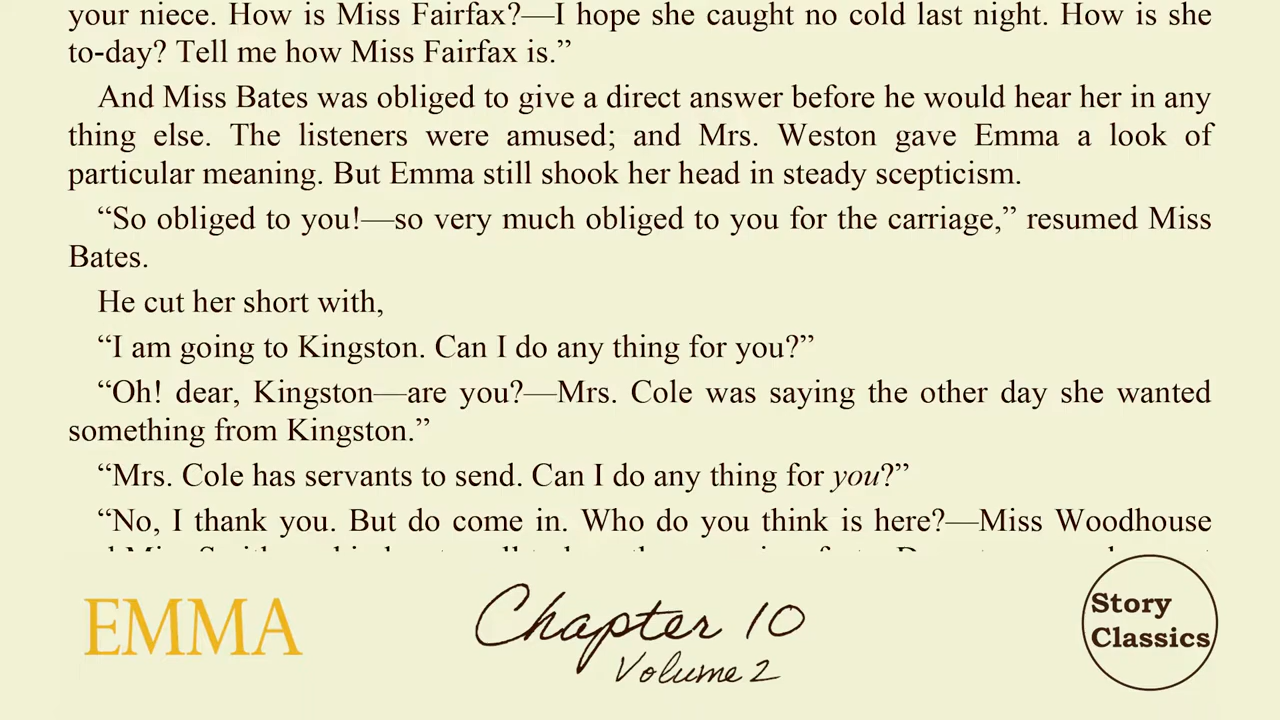 your niece. How is Miss Fairfax?—I hope she caught no cold last night. How is she
to-day? Tell me how Miss Fairfax is.”
And Miss Bates was obliged to give a direct answer before he would hear her in any
thing else. The listeners were amused; and Mrs. Weston gave Emma a look of
particular meaning. But Emma still shook her head in steady scepticism.
“So obliged to you!—so very much obliged to you for the carriage,” resumed Miss
Bates.
He cut her short with,
“I am going to Kingston. Can I do any thing for you?”
“Oh! dear, Kingston—are you?—Mrs. Cole was saying the other day she wanted
something from Kingston.”
“Mrs. Cole has servants to send. Can I do any thing for you?”
“No, I thank you. But do come in. Who do you think is here?—Miss Woodhouse
EMMA
Chapter 10
Volume 2
Story
Classics